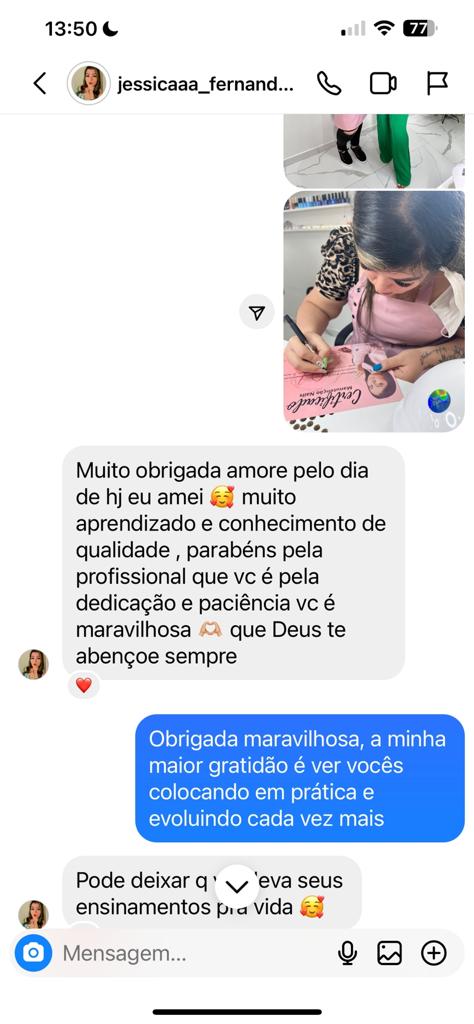 13:50
77
jessicaaa_fernand...
Certificado
Muito obrigada amore pelo dia
de hj eu amei 🥰 muito
aprendizado e conhecimento de
qualidade , parabéns pela
profissional que vc é pela
dedicação e paciência vc é
maravilhosa 🫶🏼 que Deus te
abençoe sempre
❤️
Obrigada maravilhosa, a minha
maior gratidão é ver vocês
colocando em prática e
evoluindo cada vez mais
Pode deixar q seus
ensinamentos pra vida 🥰
Mensagem...